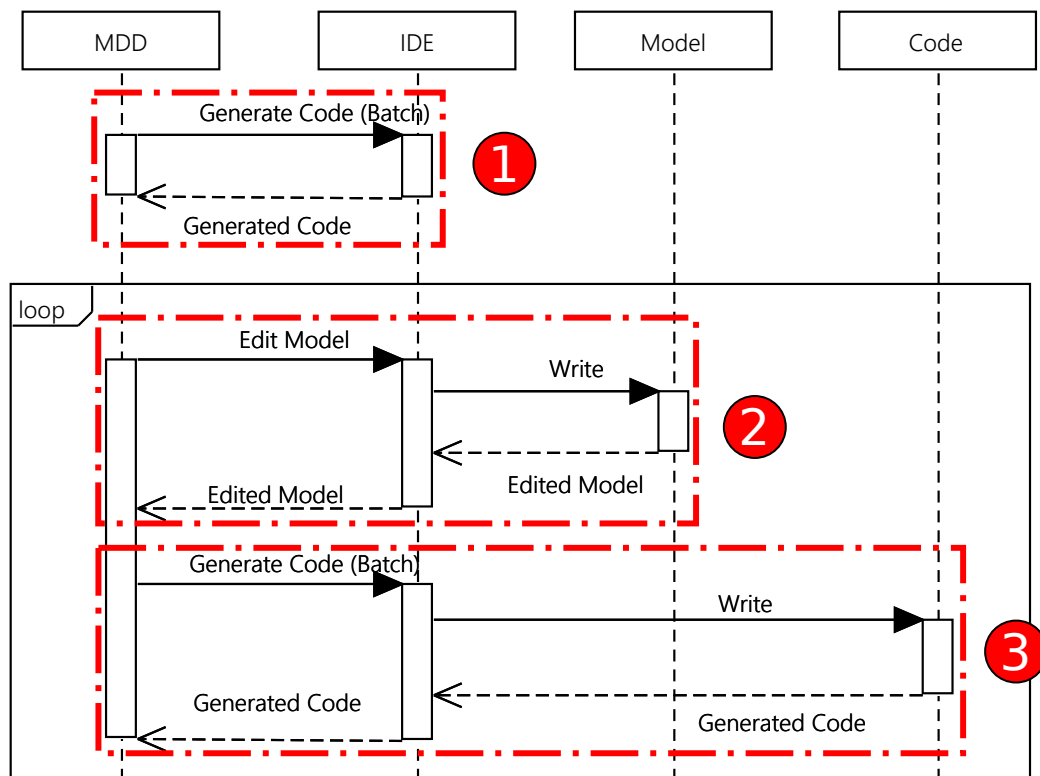 MDD
IDE
Model
Code
Generate Code (Batch)
1
Generated Code
loop
Edit Model
Write
2
Edited Model
Edited Model
Generate Code (Batch)
Write
3
Generated Code
Generated Code